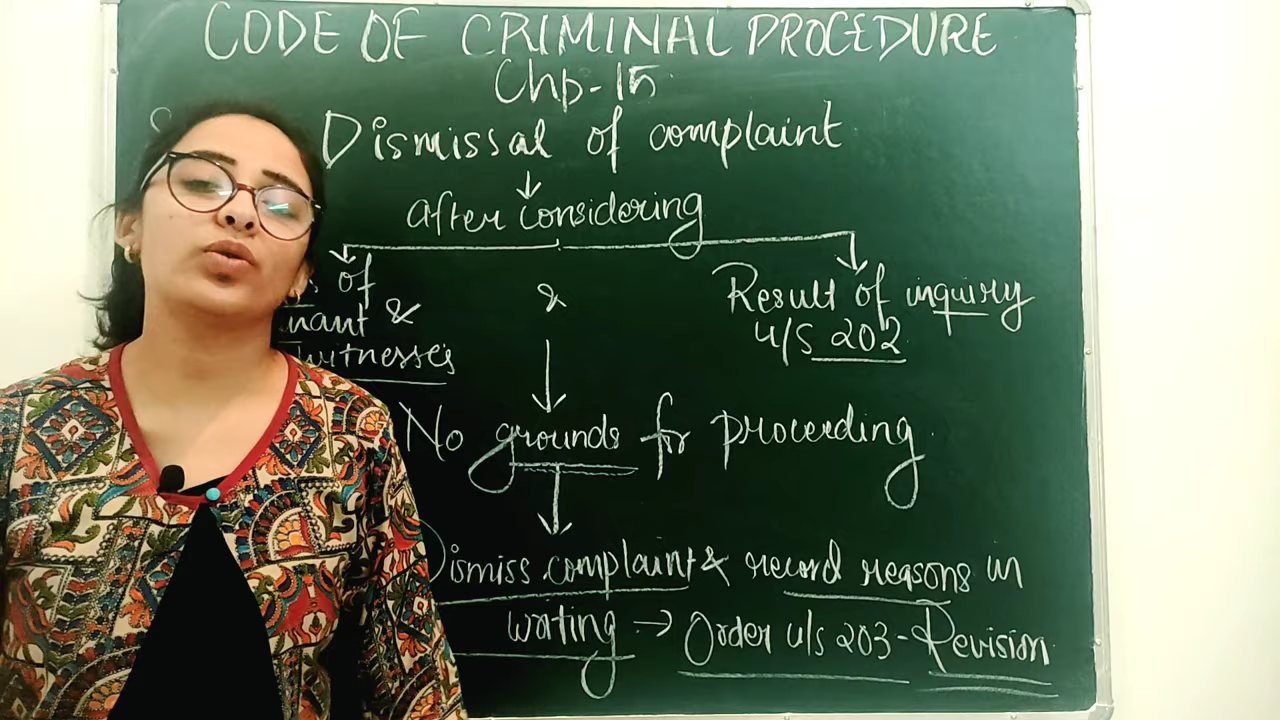 CODE OF CRIMINAL PROCEDURE
Chp-15
Dismissal of complaint
after considering
of
&
Result of inquiry
nant &
u/s 202
witnesses
No grounds for proceeding
Dismiss complaint & record reasons in
writing → Order u/s 203 - Revision